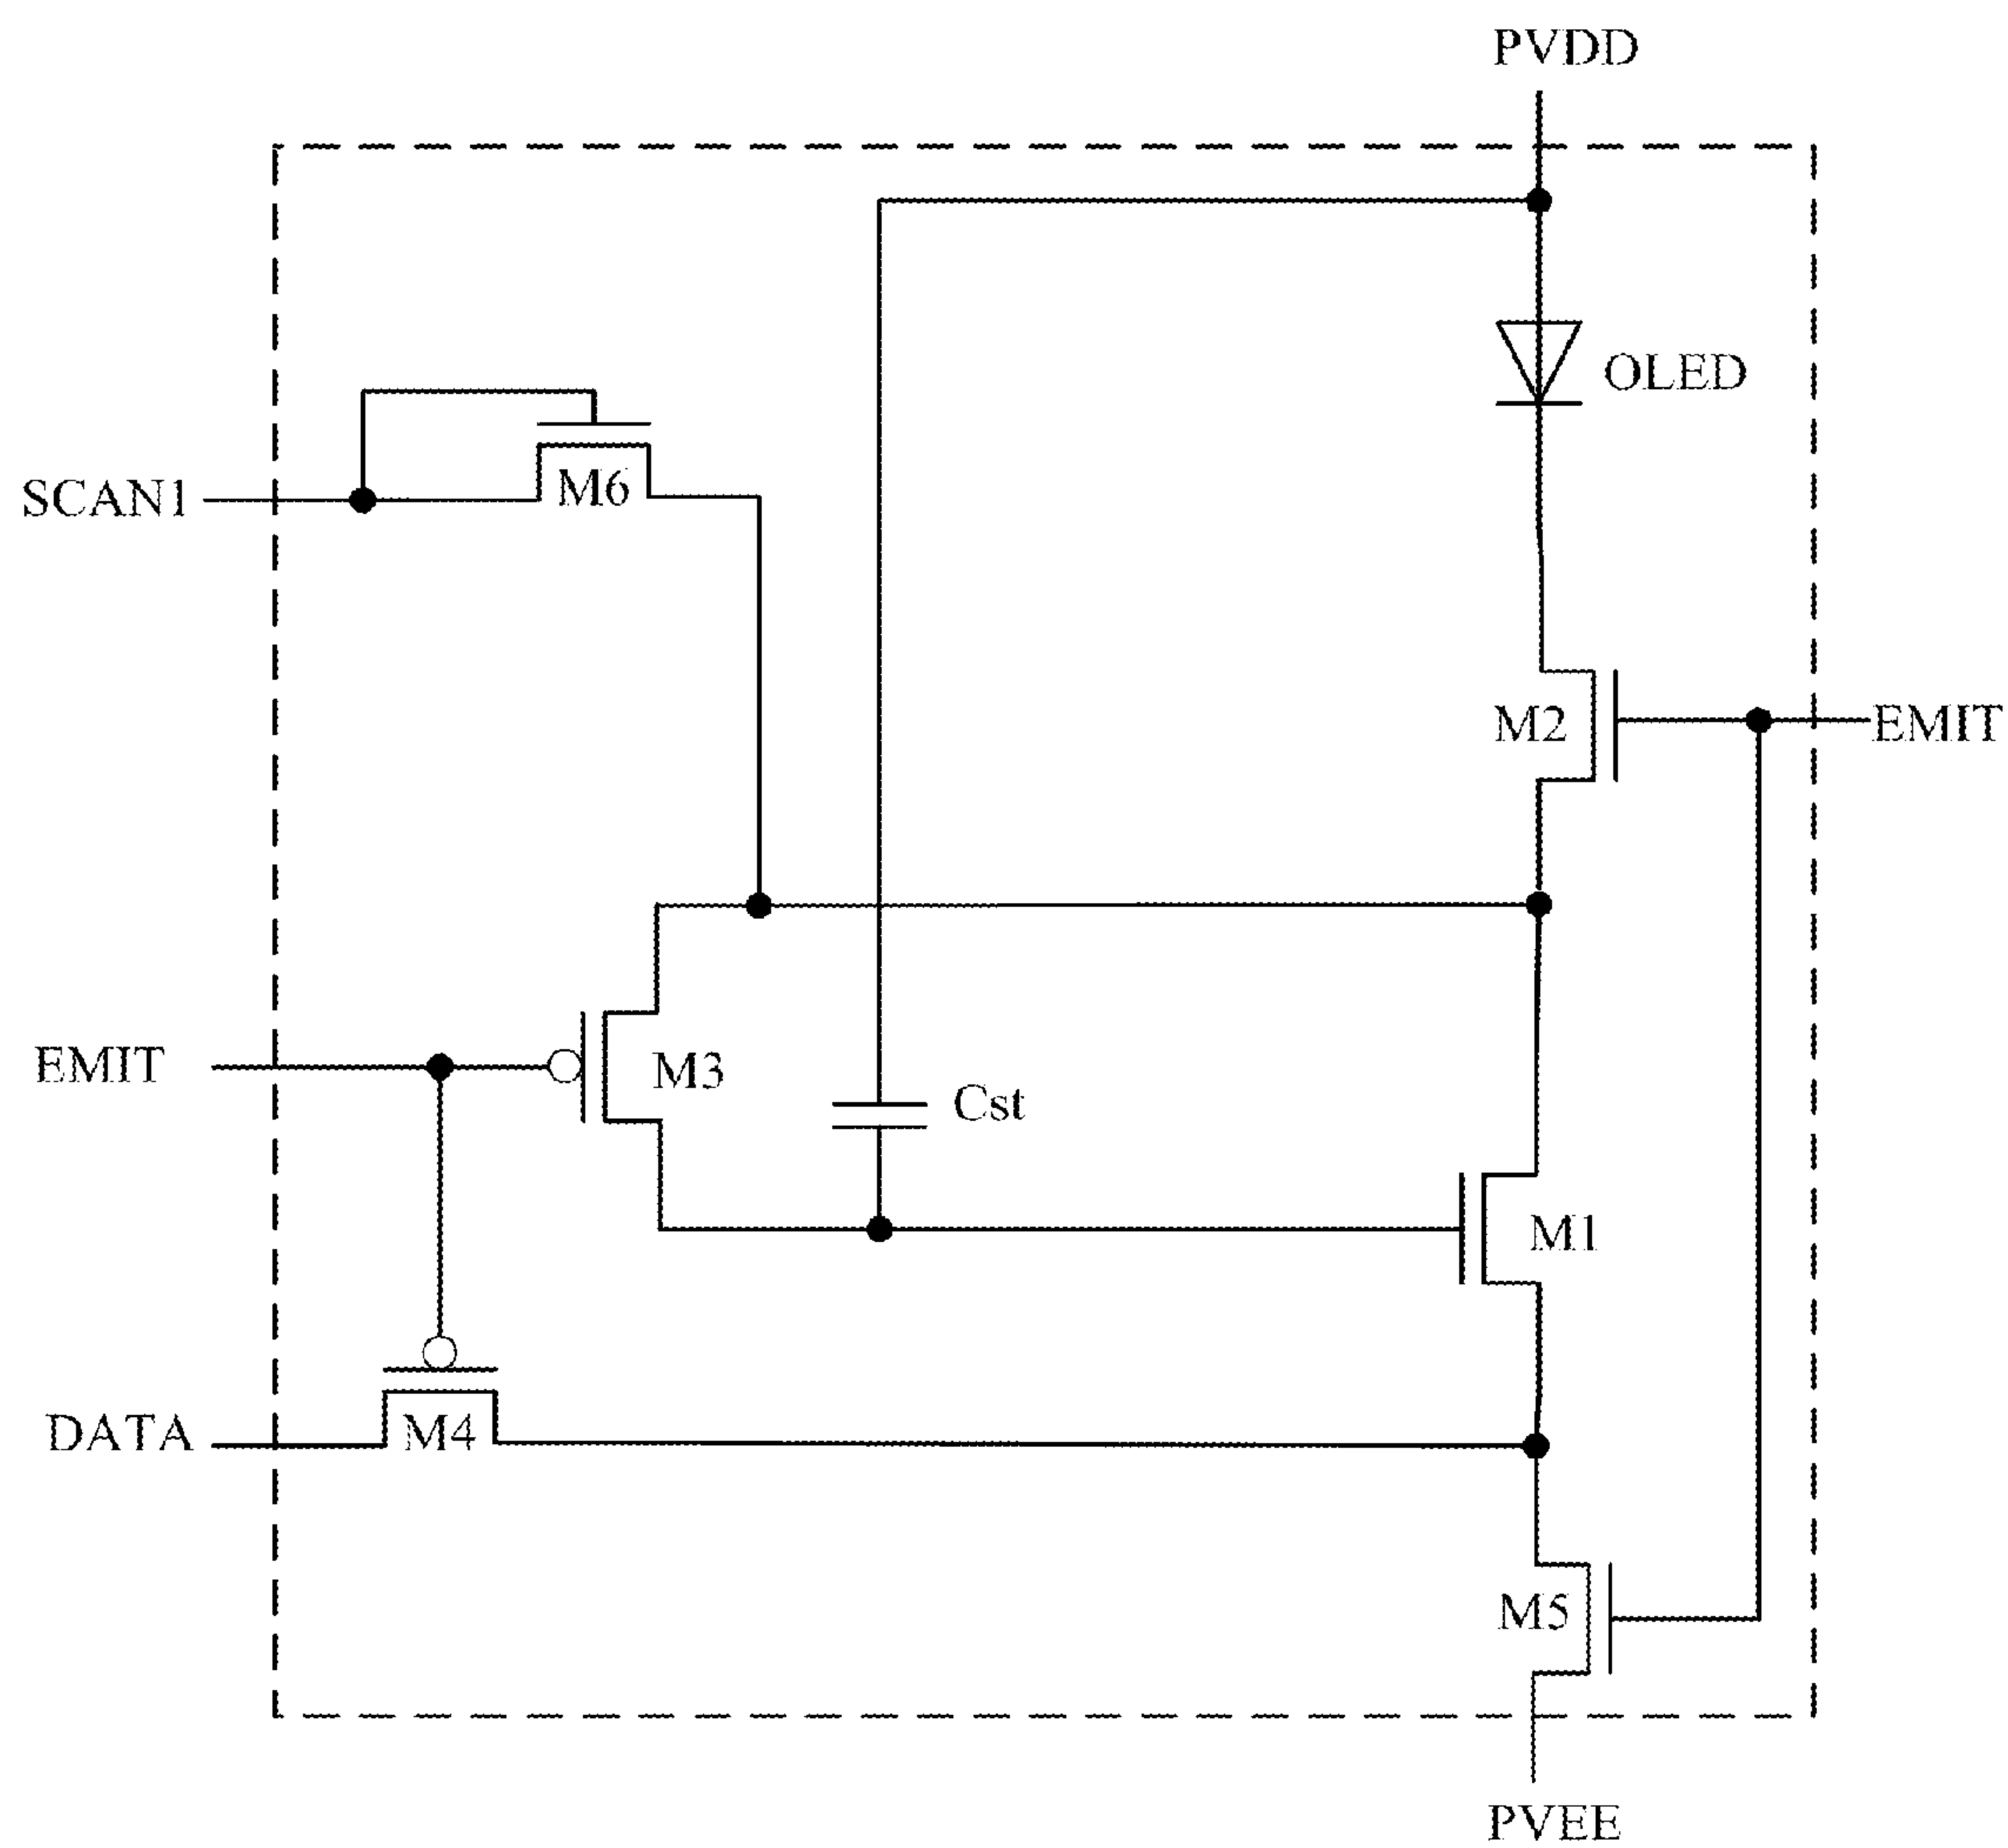 PVDD
OLED
SCAN1
M6
M2
EMIT
EMIT
M3
Cst
M1
DATA
M4
M5
PVEE